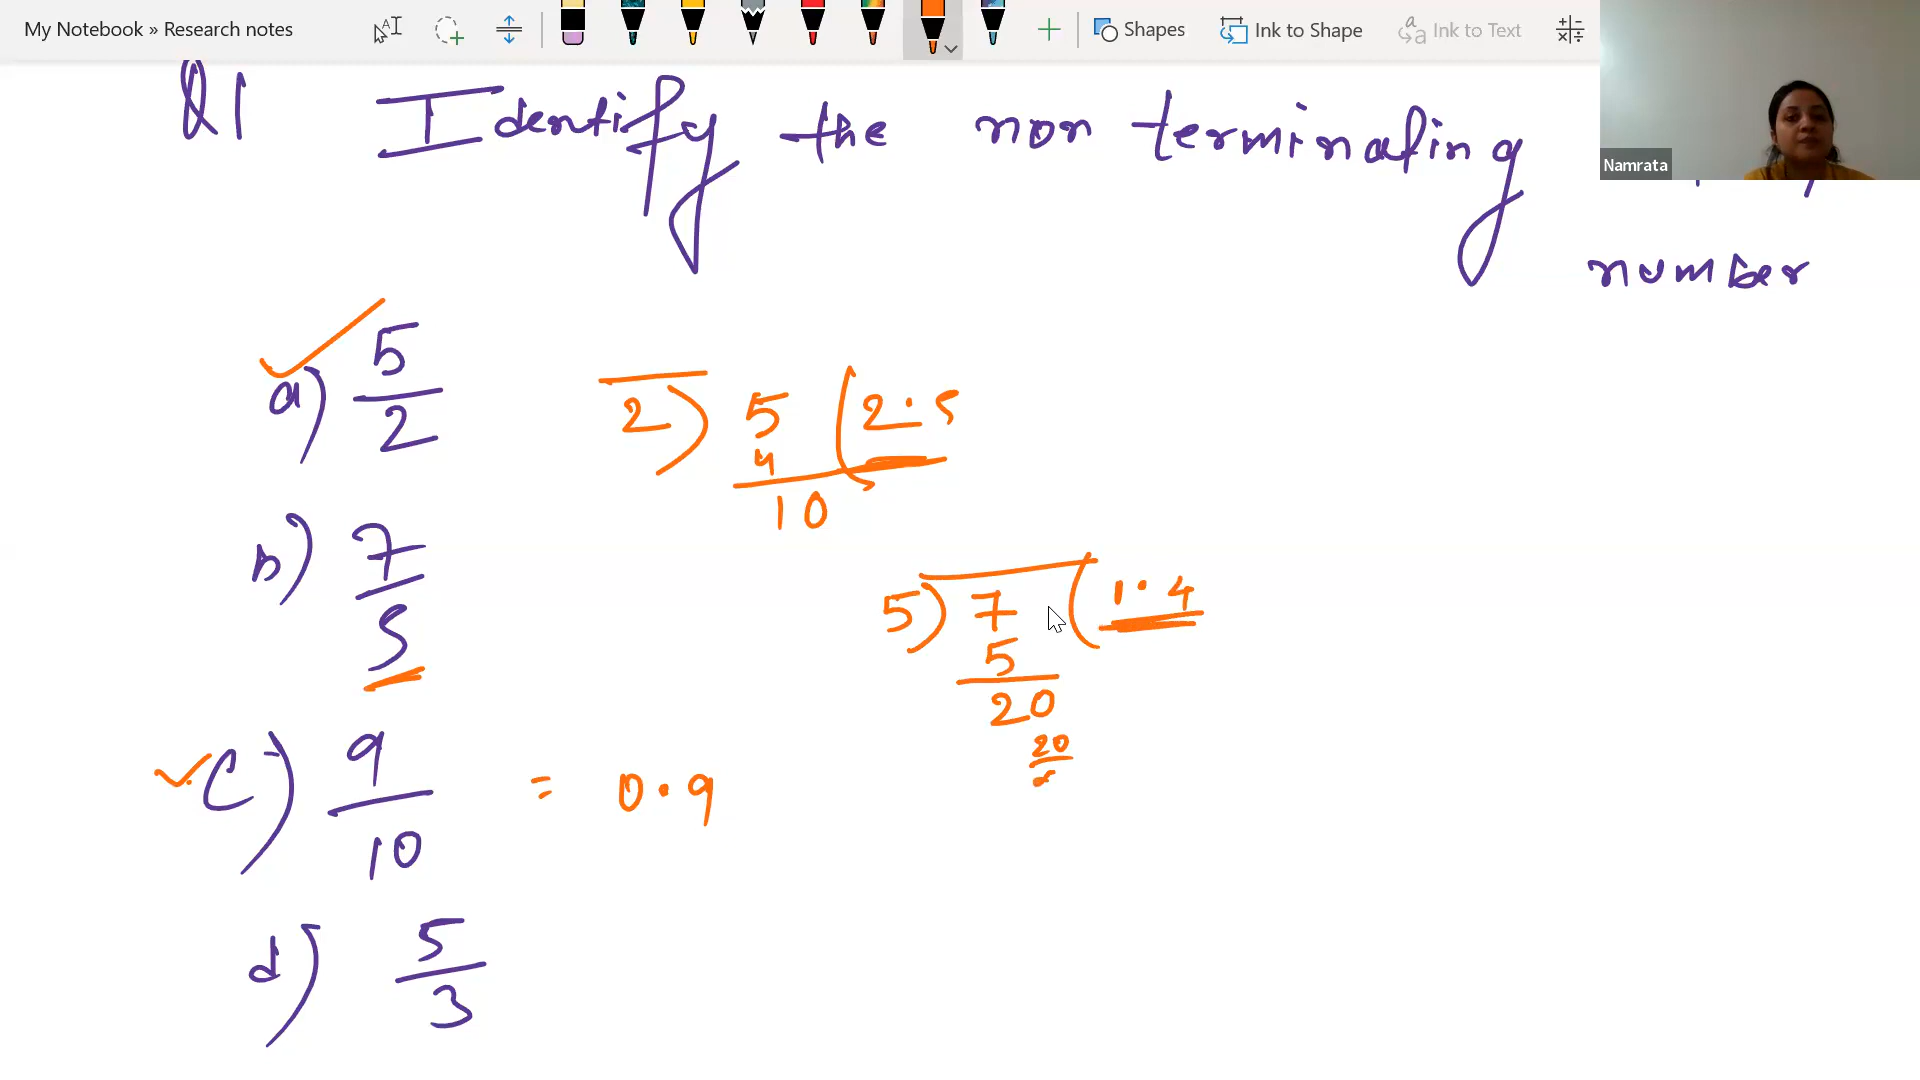 My Notebook » Research notes
Shapes
Ink to Shape
Ink to Text
Namrata
Q1 Identify the non terminating
number
a) 5/2
2) 5 (2.5
4
10
b) 7/5
5) 7 (1.4
5
20
20
c) 9/10 = 0.9
d) 5/3